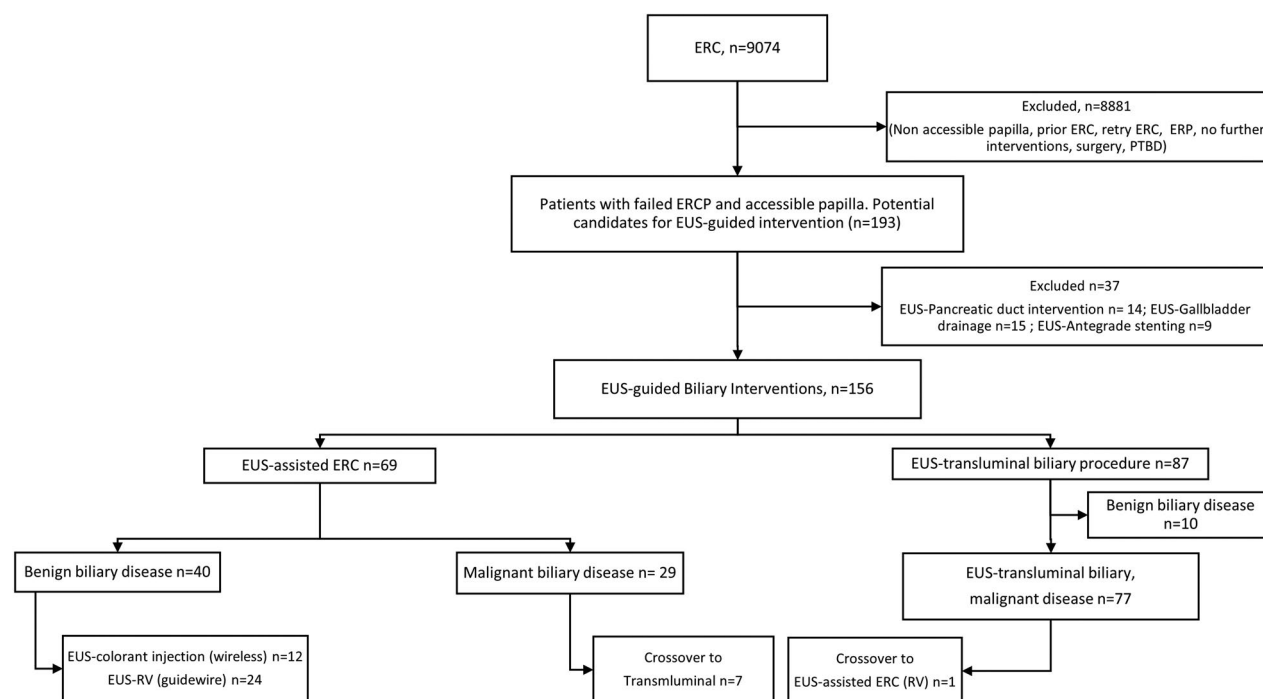 ERC, n=9074
Excluded, n=8881
(Non accessible papilla, prior ERC, retry ERC, ERP, no further
interventions, surgery, PTBD)
Patients with failed ERCP and accessible papilla. Potential
candidates for EUS-guided intervention (n=193)
Excluded n=37
EUS-Pancreatic duct intervention n= 14; EUS-Gallbladder
drainage n=15 ; EUS-Antegrade stenting n=9
EUS-guided Biliary Interventions, n=156
EUS-assisted ERC n=69
EUS-transluminal biliary procedure n=87
Benign biliary disease
n=10
Benign biliary disease n=40
Malignant biliary disease n= 29
EUS-transluminal biliary,
malignant disease n=77
EUS-colorant injection (wireless) n=12
EUS-RV (guidewire) n=24
Crossover to
Transmluminal n=7
Crossover to
EUS-assisted ERC (RV) n=1